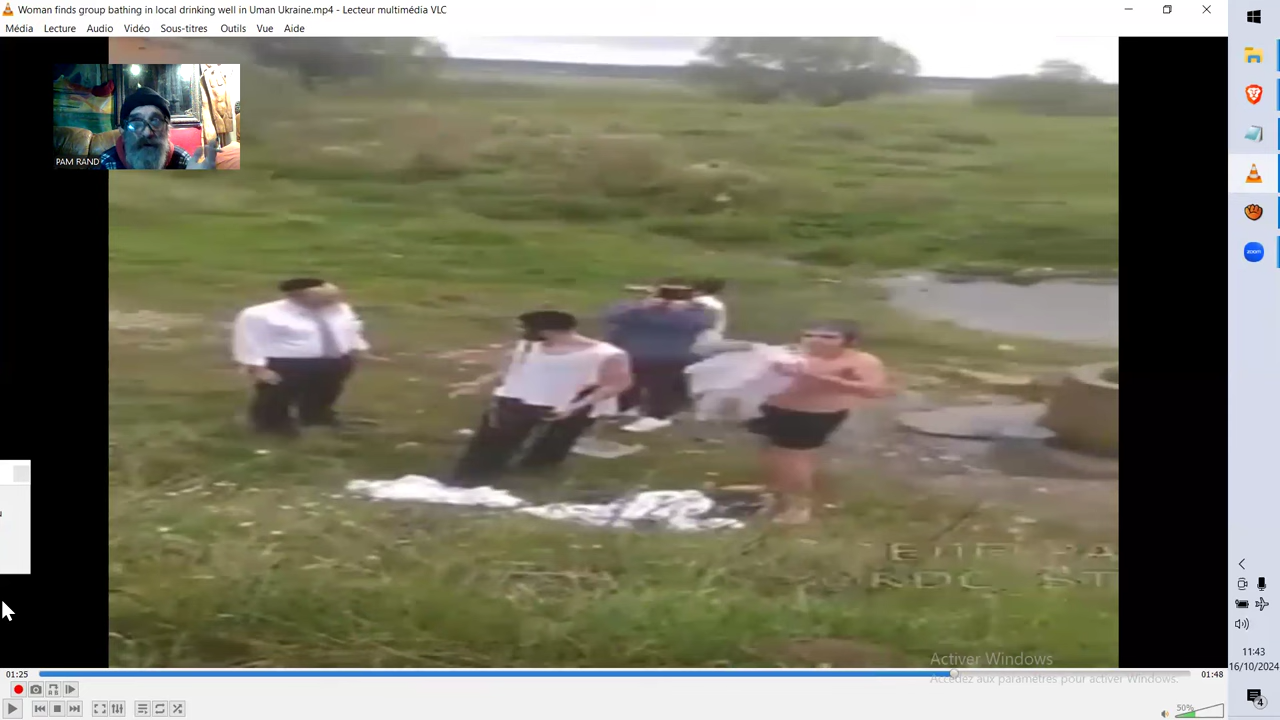 Woman finds group bathing in local drinking well in Uman Ukraine.mp4 - Lecteur multimédia VLC
Média Lecture Audio Vidéo Sous-titres Outils Vue Aide
PAM RAND
zoom
Activer Windows
Accédez aux paramètres pour activer Windows.
01:25
01:48
50%
11:43
16/10/2024
4